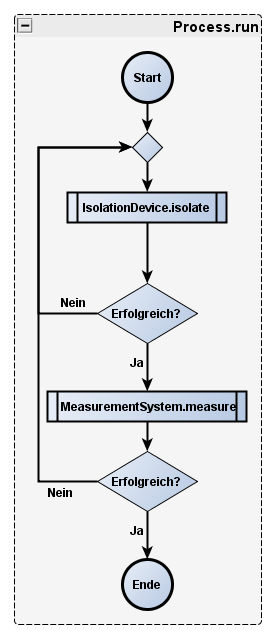 Process.run
Start
IsolationDevice.isolate
Erfolgreich?
Nein
Ja
MeasurementSystem.measure
Erfolgreich?
Nein
Ja
Ende